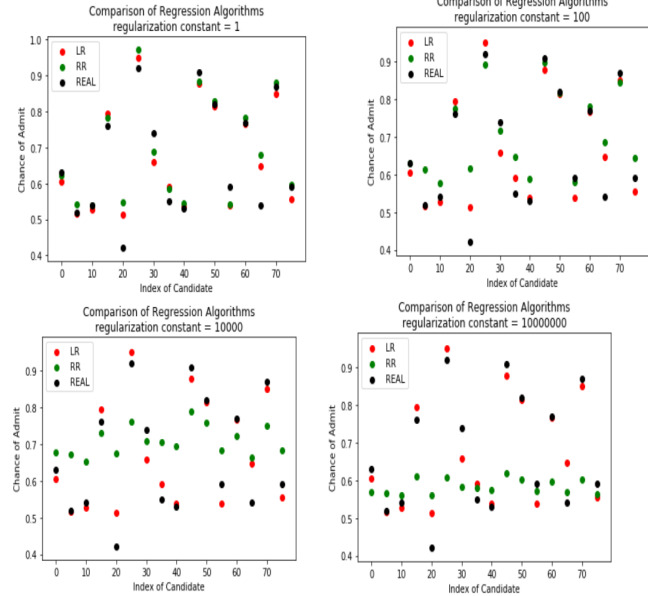 Comparison of Regression Algorithms
regularization constant = 1
LR
RR
REAL
Chance of Admit
1.0
0.9
0.8
0.7
0.6
0.5
0.4
0 10 20 30 40 50 60 70
Index of Candidate
Comparison of Regression Algorithms
regularization constant = 100
LR
RR
REAL
Chance of Admit
0.9
0.8
0.7
0.6
0.5
0.4
0 10 20 30 40 50 60 70
Index of Candidate
Comparison of Regression Algorithms
regularization constant = 10000
LR
RR
REAL
Chance of Admit
0.9
0.8
0.7
0.6
0.5
0.4
0 10 20 30 40 50 60 70
Index of Candidate
Comparison of Regression Algorithms
regularization constant = 10000000
LR
RR
REAL
Chance of Admit
0.9
0.8
0.7
0.6
0.5
0.4
0 10 20 30 40 50 60 70
Index of Candidate